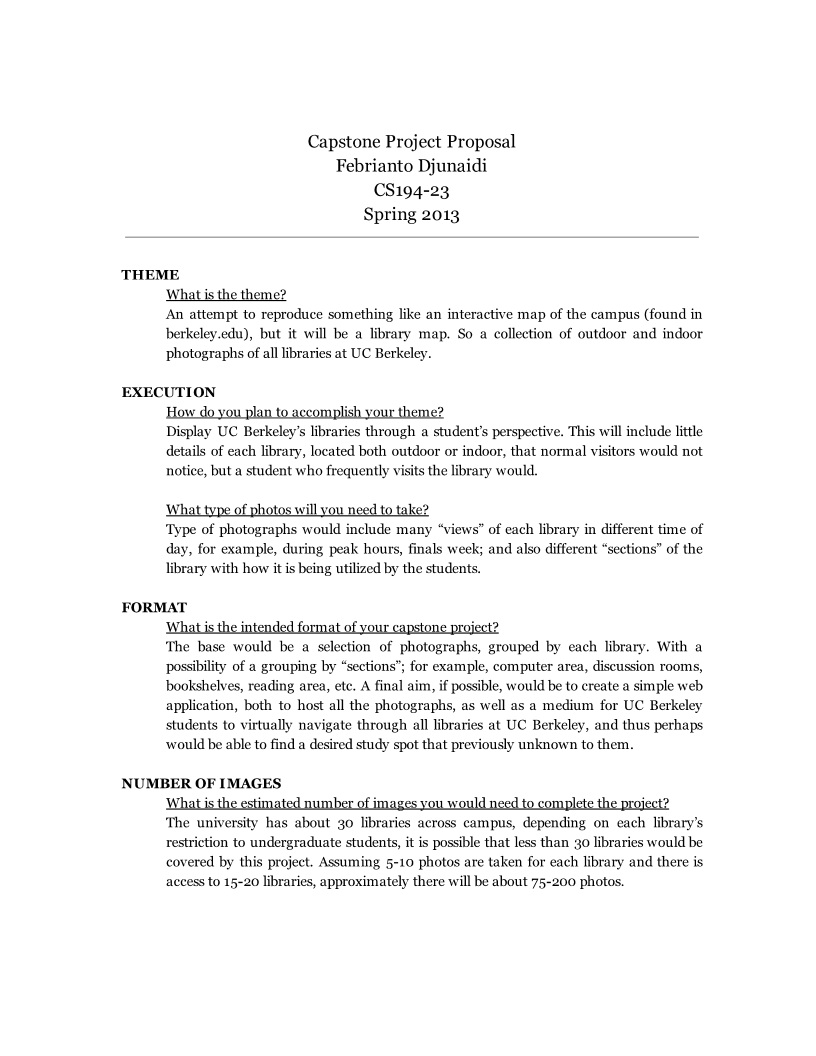 Capstone Project Proposal
Febrianto Djunaidi
CS194-23
Spring 2013
THEME
What is the theme?
An attempt to reproduce something like an interactive map of the campus (found in
berkeley.edu), but it will be a library map. So a collection of outdoor and indoor
photographs of all libraries at UC Berkeley.
EXECUTION
How do you plan to accomplish your theme?
Display UC Berkeley’s libraries through a student’s perspective. This will include little
details of each library, located both outdoor or indoor, that normal visitors would not
notice, but a student who frequently visits the library would.
What type of photos will you need to take?
Type of photographs would include many “views” of each library in different time of
day, for example, during peak hours, finals week; and also different “sections” of the
library with how it is being utilized by the students.
FORMAT
What is the intended format of your capstone project?
The base would be a selection of photographs, grouped by each library. With a
possibility of a grouping by “sections”; for example, computer area, discussion rooms,
bookshelves, reading area, etc. A final aim, if possible, would be to create a simple web
application, both to host all the photographs, as well as a medium for UC Berkeley
students to virtually navigate through all libraries at UC Berkeley, and thus perhaps
would be able to find a desired study spot that previously unknown to them.
NUMBER OF IMAGES
What is the estimated number of images you would need to complete the project?
The university has about 30 libraries across campus, depending on each library’s
restriction to undergraduate students, it is possible that less than 30 libraries would be
covered by this project. Assuming 5-10 photos are taken for each library and there is
access to 15-20 libraries, approximately there will be about 75-200 photos.